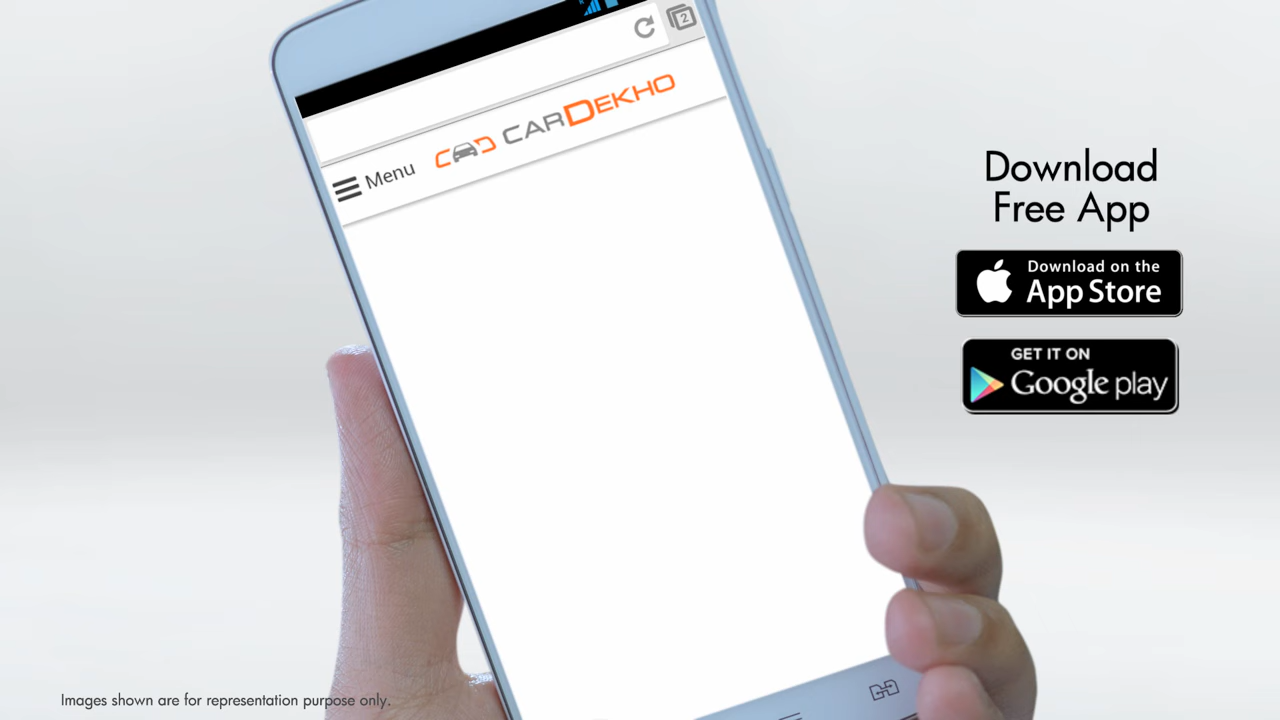 2
CARDEKHO
Menu
Download
Free App
Download on the
App Store
GET IT ON
Google play
Images shown are for representation purpose only.